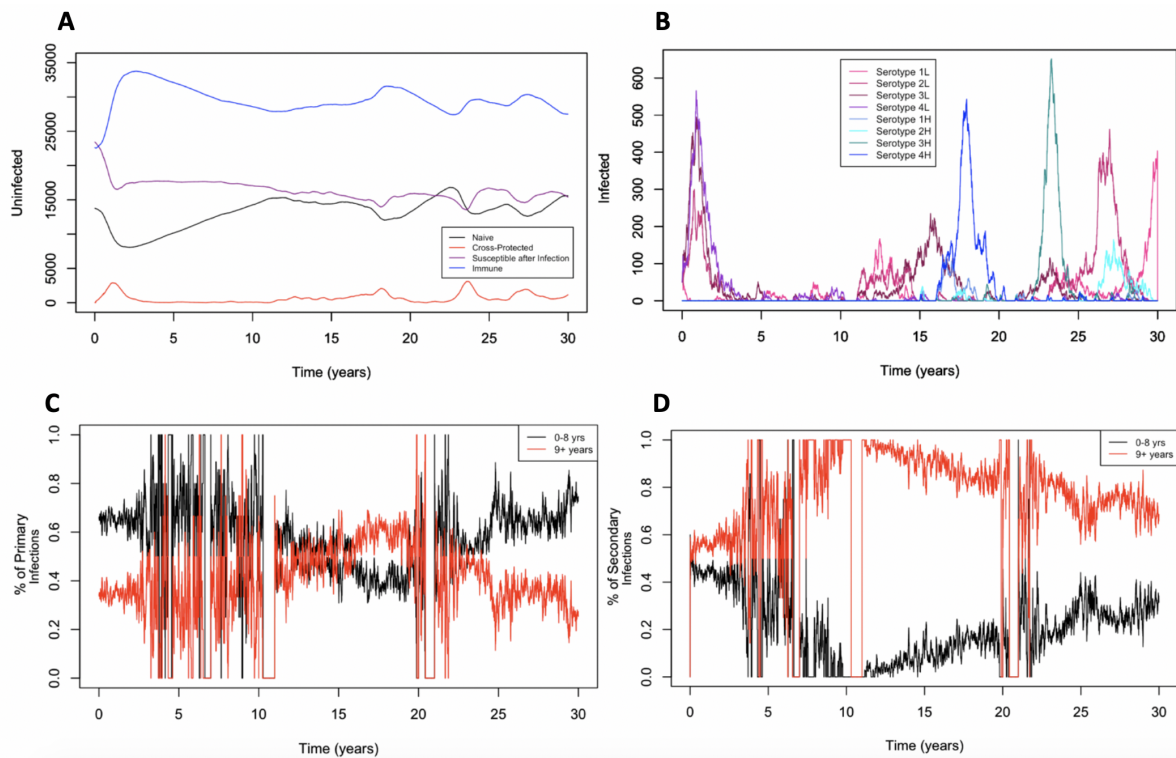 A
Uninfected
35000
25000
15000
5000
0
Naive
Cross-Protected
Susceptible after Infection
Immune
0 5 10 15 20 25 30
Time (years)
B
Infected
600
500
400
300
200
100
0
Serotype 1L
Serotype 2L
Serotype 3L
Serotype 4L
Serotype 1H
Serotype 2H
Serotype 3H
Serotype 4H
0 5 10 15 20 25 30
Time (years)
C
% of Primary
Infections
1.0
0.8
0.6
0.4
0.2
0.0
0-8 yrs
9+ years
0 5 10 15 20 25 30
Time (years)
D
% of Secondary
Infections
1.0
0.8
0.6
0.4
0.2
0.0
0-8 yrs
9+ years
0 5 10 15 20 25 30
Time (years)